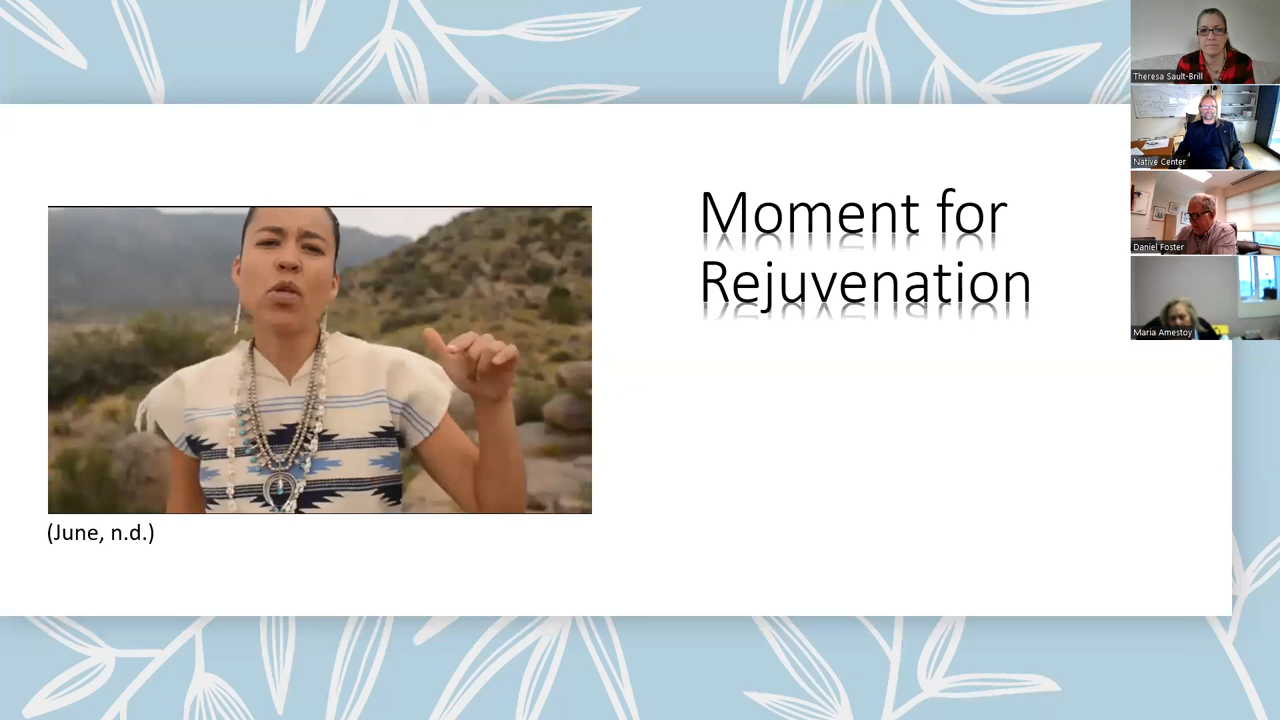 Moment for
Rejuvenation
(June, n.d.)
Theresa Sault-Brill
Native Center
Daniel Foster
Maria Amestoy